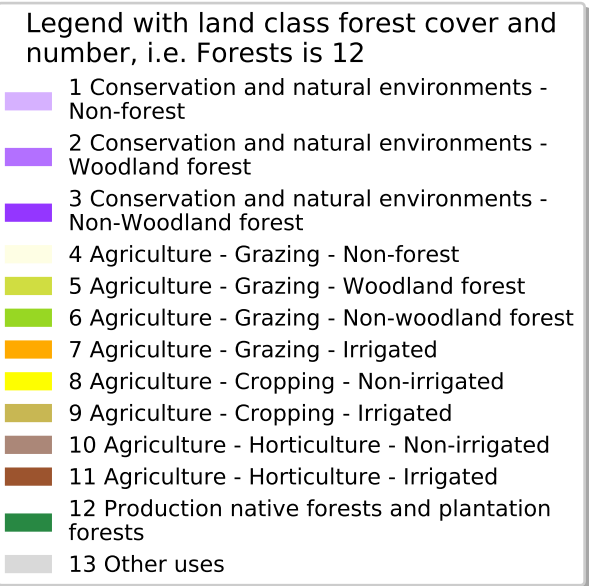 Legend with land class forest cover and
number, i.e. Forests is 12
1 Conservation and natural environments -
Non-forest
2 Conservation and natural environments -
Woodland forest
3 Conservation and natural environments -
Non-Woodland forest
4 Agriculture - Grazing - Non-forest
5 Agriculture - Grazing - Woodland forest
6 Agriculture - Grazing - Non-woodland forest
7 Agriculture - Grazing - Irrigated
8 Agriculture - Cropping - Non-irrigated
9 Agriculture - Cropping - Irrigated
10 Agriculture - Horticulture - Non-irrigated
11 Agriculture - Horticulture - Irrigated
12 Production native forests and plantation
forests
13 Other uses